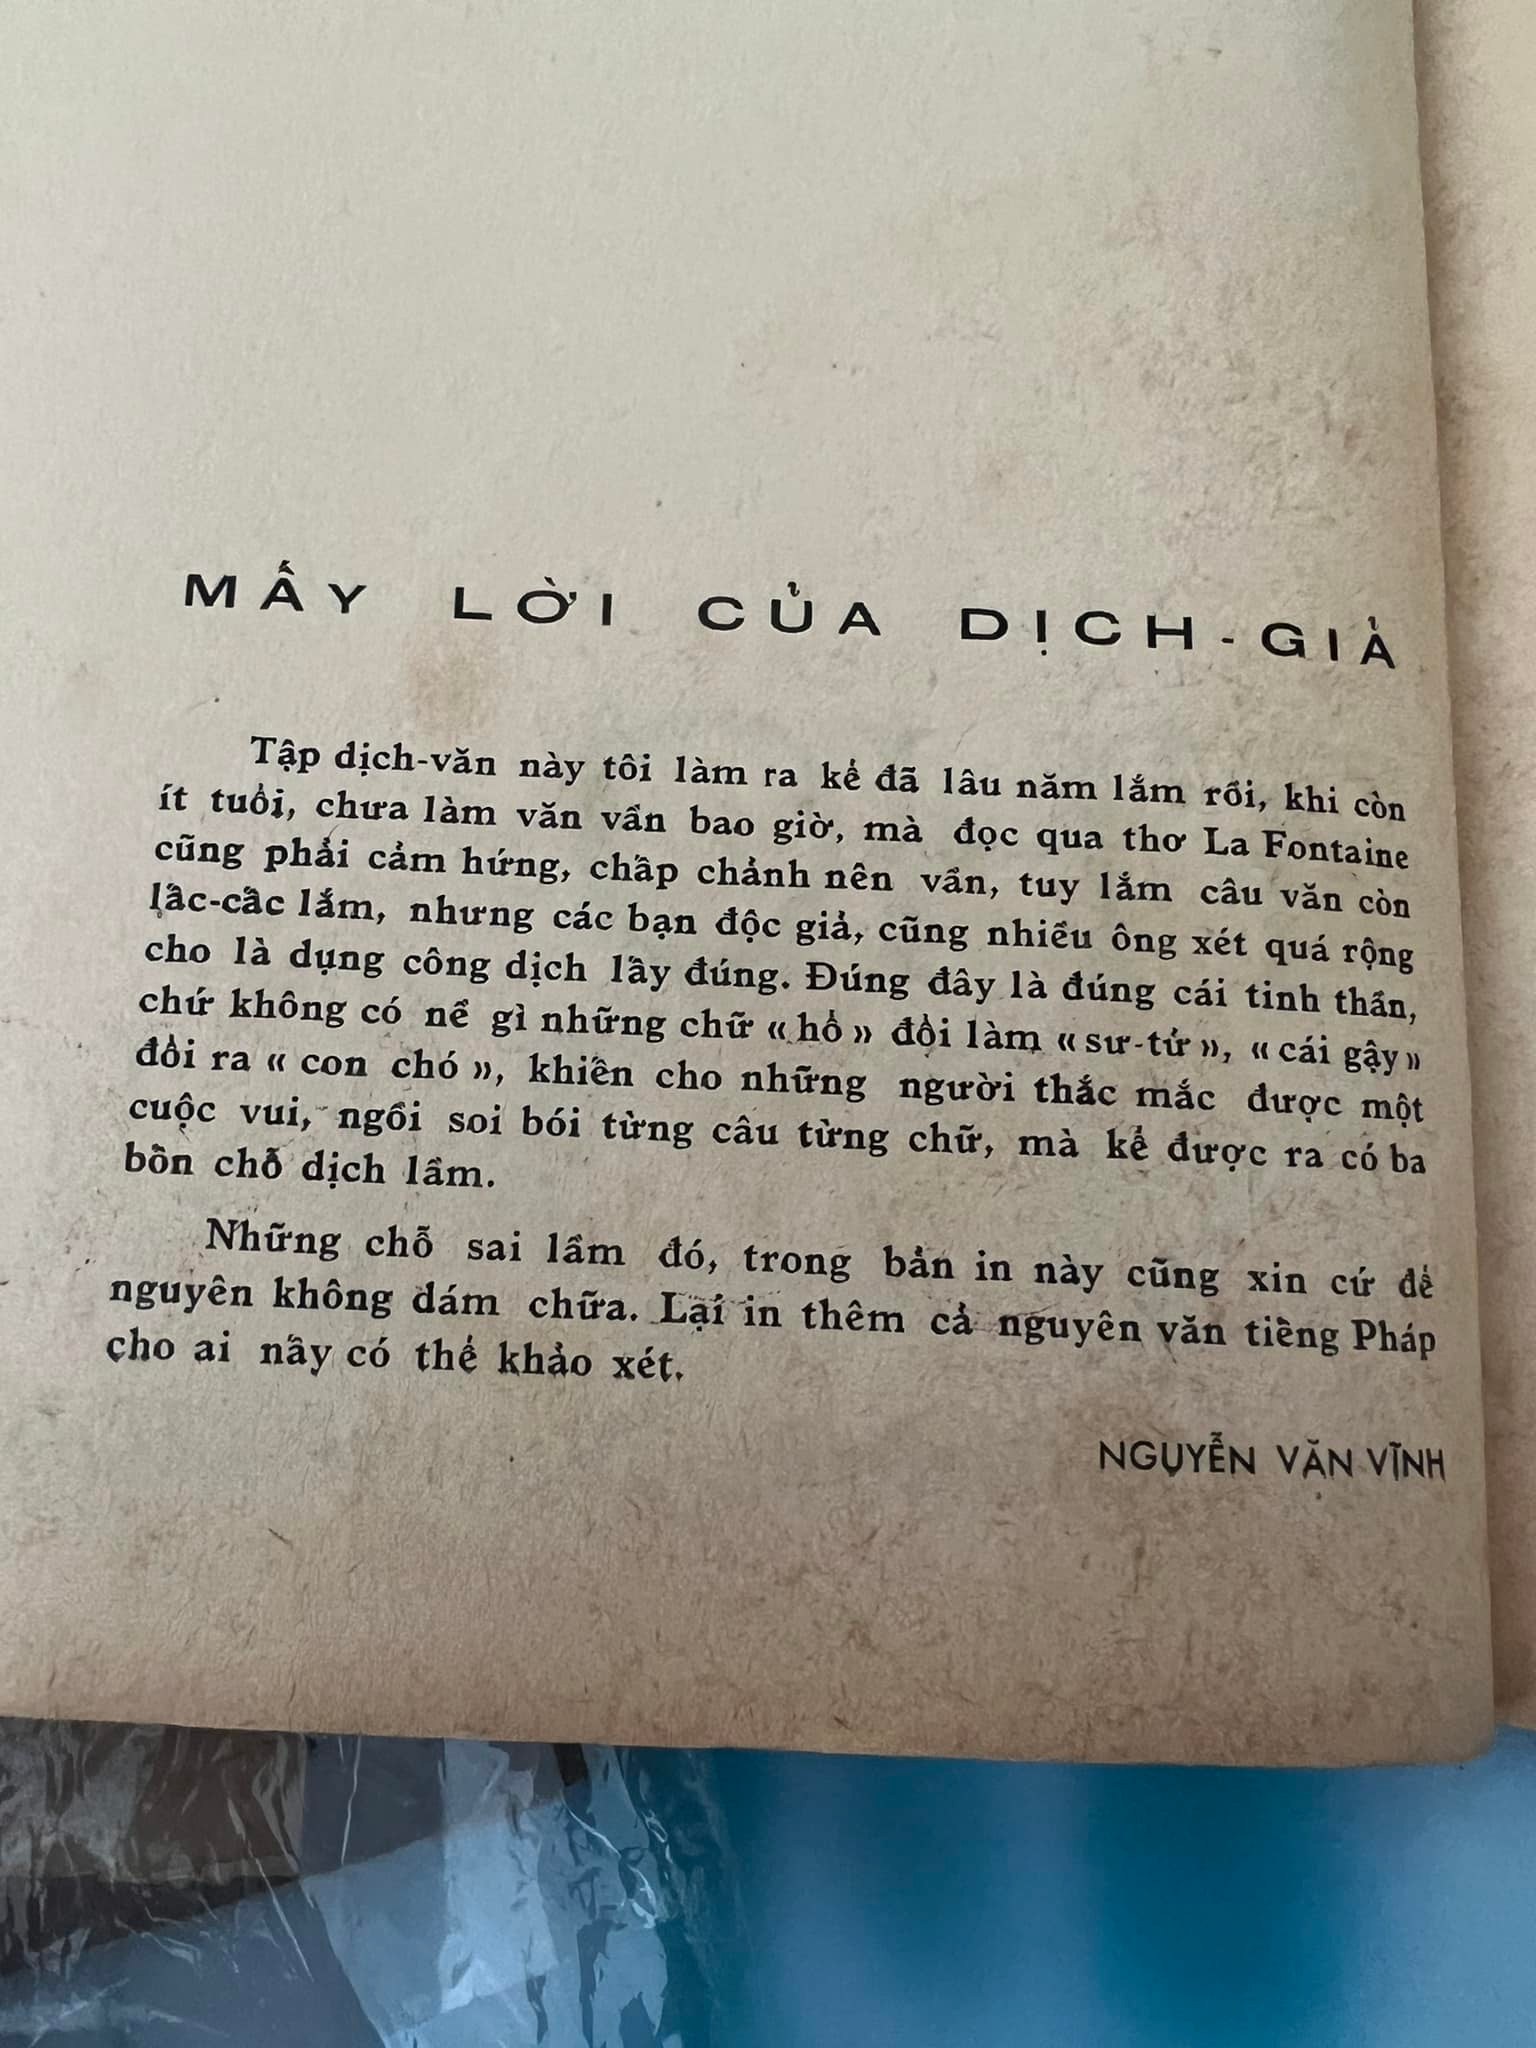 MẤY LỜI CỦA DỊCH-GIẢ
Tập dịch-văn này tôi làm ra kể đã lâu năm lắm rồi, khi còn
ít tuổi, chưa làm văn vần bao giờ, mà đọc qua thơ La Fontaine
cũng phải cảm hứng, chắp chảnh nên vần, tuy lắm câu văn còn
lấc-cấc lắm, nhưng các bạn độc giả, cũng nhiều ông xét quá rộng
cho là dụng công dịch lấy đúng. Đúng đây là đúng cái tinh thần,
chứ không có nề gì những chữ « hổ » đổi làm « sư-tử », « cái gậy »
đổi ra « con chó », khiến cho những người thắc mắc được một
cuộc vui, ngồi soi bói từng câu từng chữ, mà kể được ra có ba
bốn chỗ dịch lầm.
Những chỗ sai lầm đó, trong bản in này cũng xin cứ để
nguyên không dám chữa. Lại in thêm cả nguyên văn tiếng Pháp
cho ai nấy có thể khảo xét.
NGUYỄN VĂN VĨNH